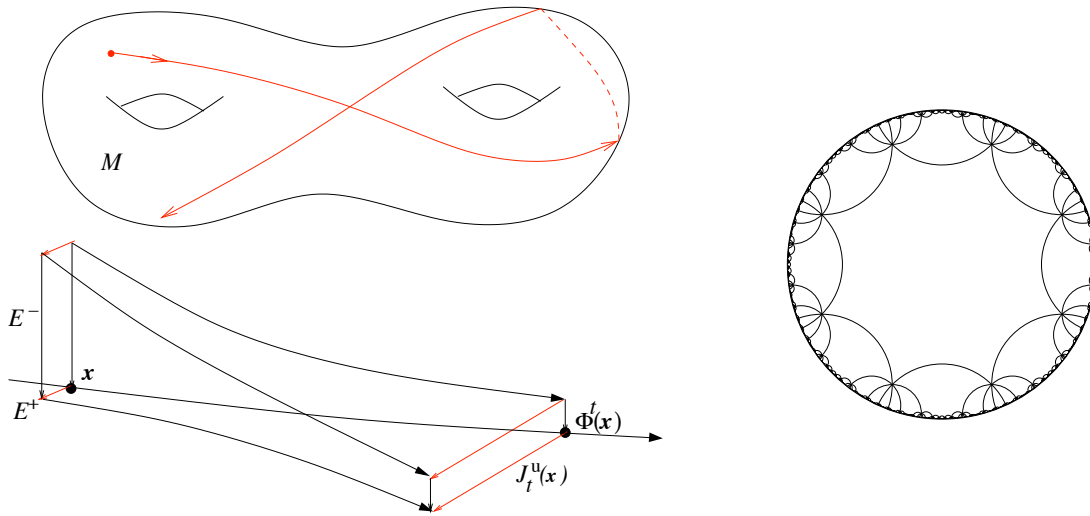 M
E⁻
x
E⁺
Φᵗ(x)
Jₜᵘ(x)